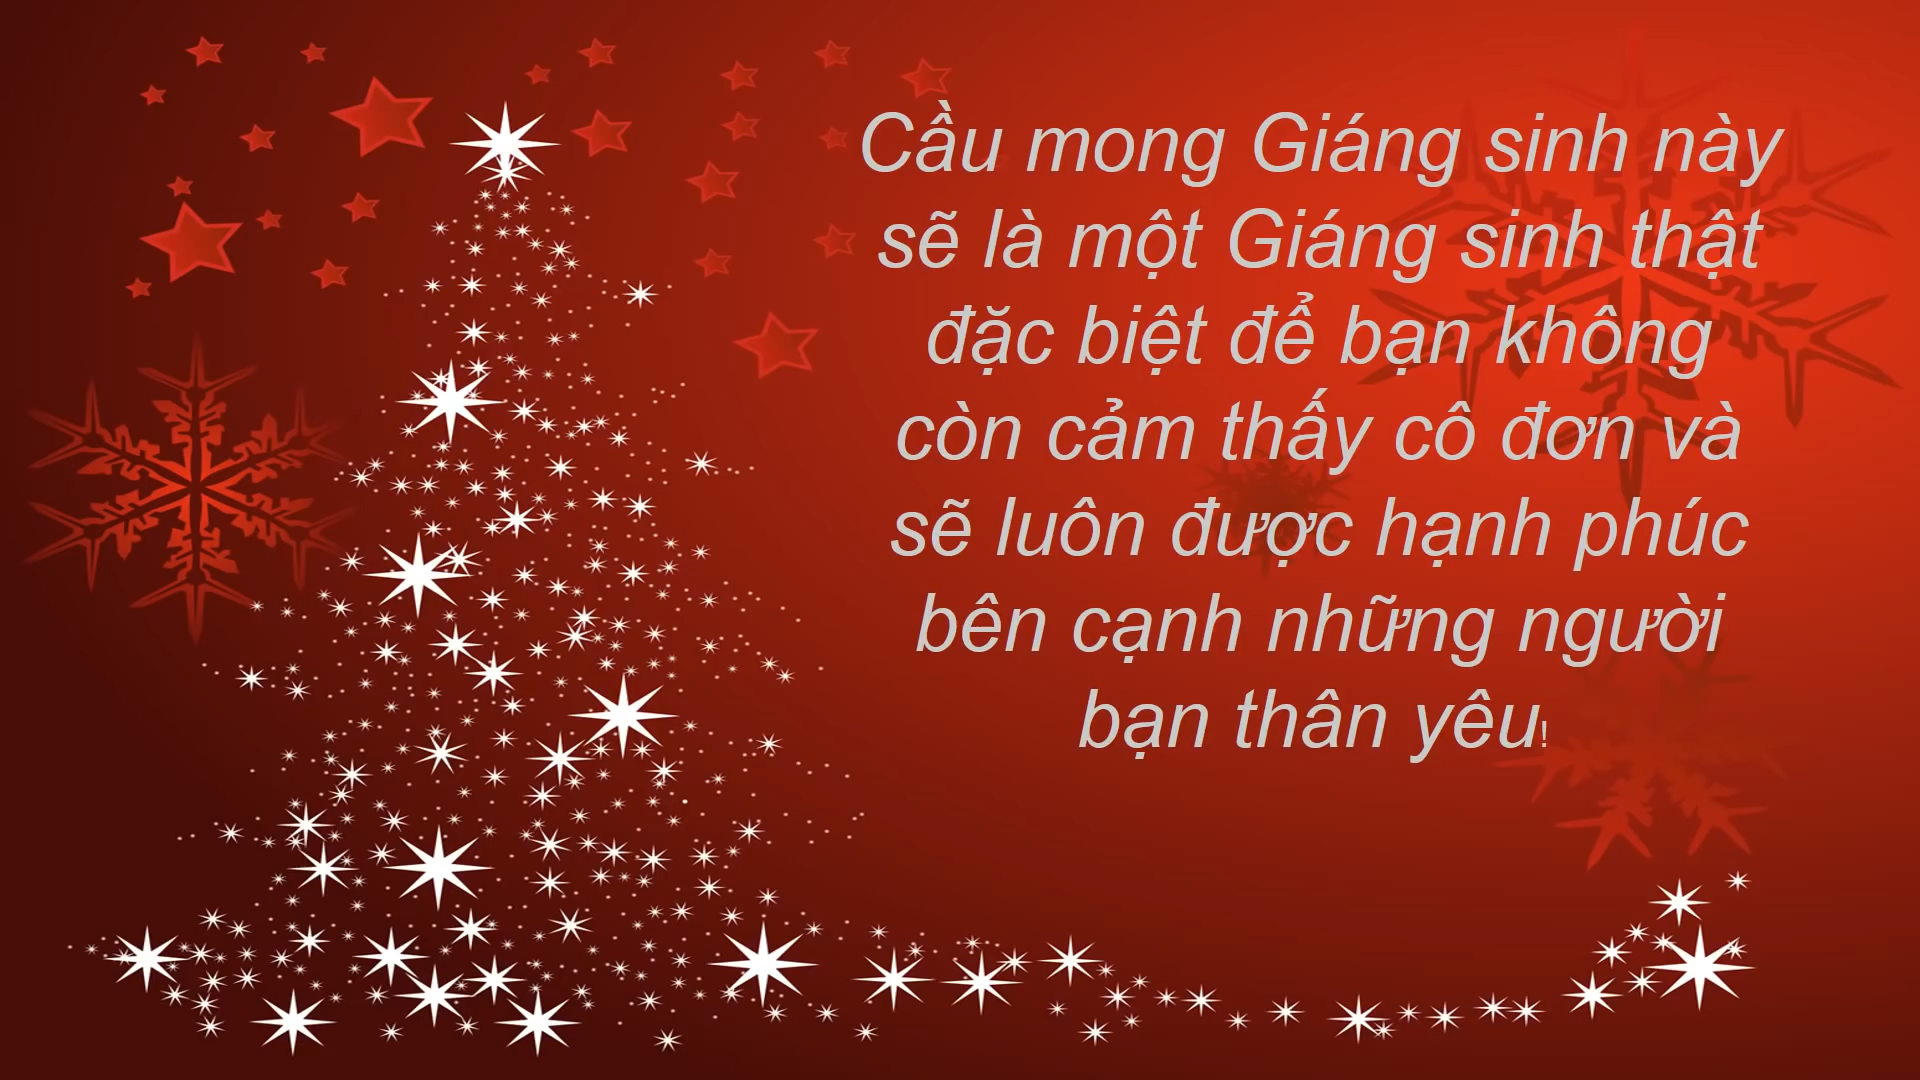 Cầu mong Giáng sinh này
sẽ là một Giáng sinh thật
đặc biệt để bạn không
còn cảm thấy cô đơn và
sẽ luôn được hạnh phúc
bên cạnh những người
bạn thân yêu!